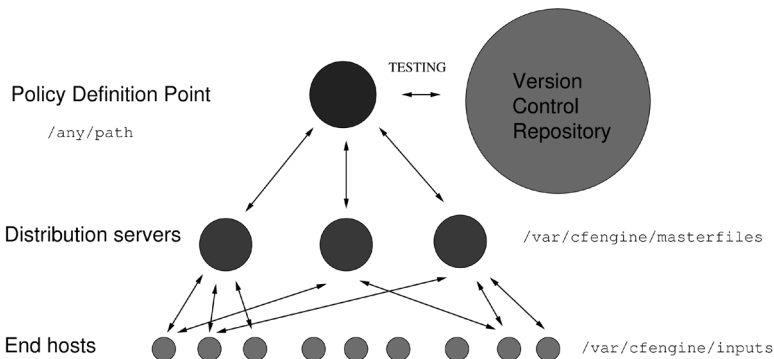 TESTING
Version
Control
Repository
Policy Definition Point
/any/path
Distribution servers
/var/cfengine/masterfiles
End hosts
/var/cfengine/inputs